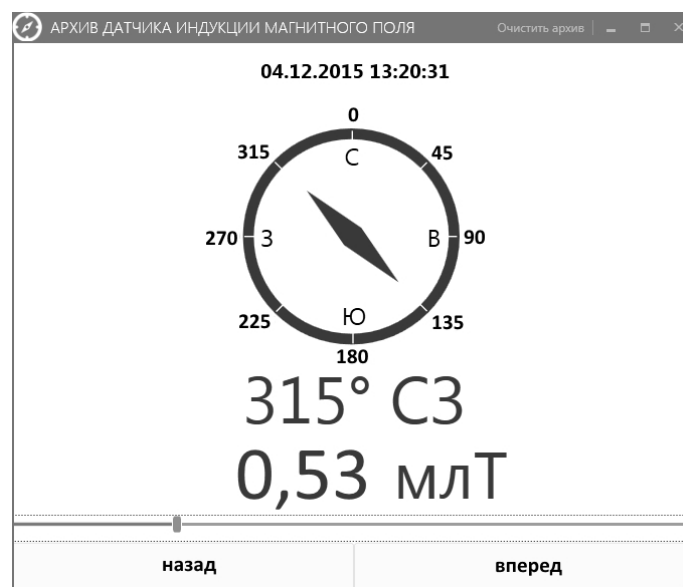 АРХИВ ДАТЧИКА ИНДУКЦИИ МАГНИТНОГО ПОЛЯ Очистить архив
04.12.2015 13:20:31
0
315 С 45
270 З В 90
225 Ю 135
180
315° СЗ
0,53 млТ
назад вперед